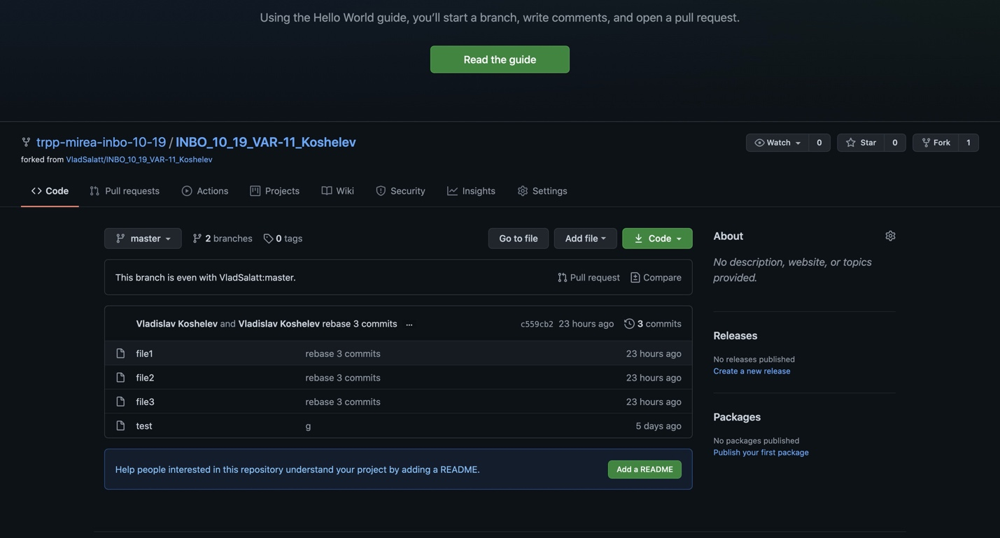 Using the Hello World guide, you’ll start a branch, write comments, and open a pull request.
Read the guide
trpp-mirea-inbo-10-19 / INBO_10_19_VAR-11_Koshelev
Watch 0 Star 0 Fork 1
forked from VladSalatt/INBO_10_19_VAR-11_Koshelev
Code Pull requests Actions Projects Wiki Security Insights Settings
master 2 branches 0 tags Go to file Add file Code
This branch is even with VladSalatt:master. Pull request Compare
Vladislav Koshelev and Vladislav Koshelev rebase 3 commits ... c559cb2 23 hours ago 3 commits
file1 rebase 3 commits 23 hours ago
file2 rebase 3 commits 23 hours ago
file3 rebase 3 commits 23 hours ago
test g 5 days ago
Help people interested in this repository understand your project by adding a README. Add a README
About
No description, website, or topics
provided.
Releases
No releases published
Create a new release
Packages
No packages published
Publish your first package